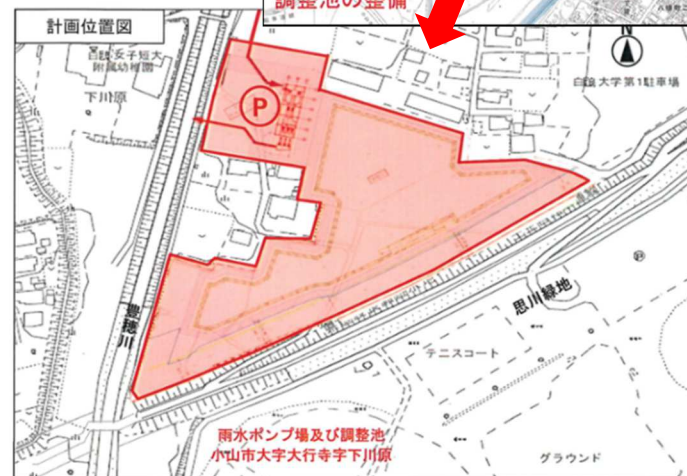 調整池の整備
計画位置図
N
白鴎女子短大
附属幼稚園
下川原
白鴎大学第1駐車場
P
豊穂川
思川緑地
テニスコート
雨水ポンプ場及び調整池
小山市大字大行寺字下川原
グラウンド